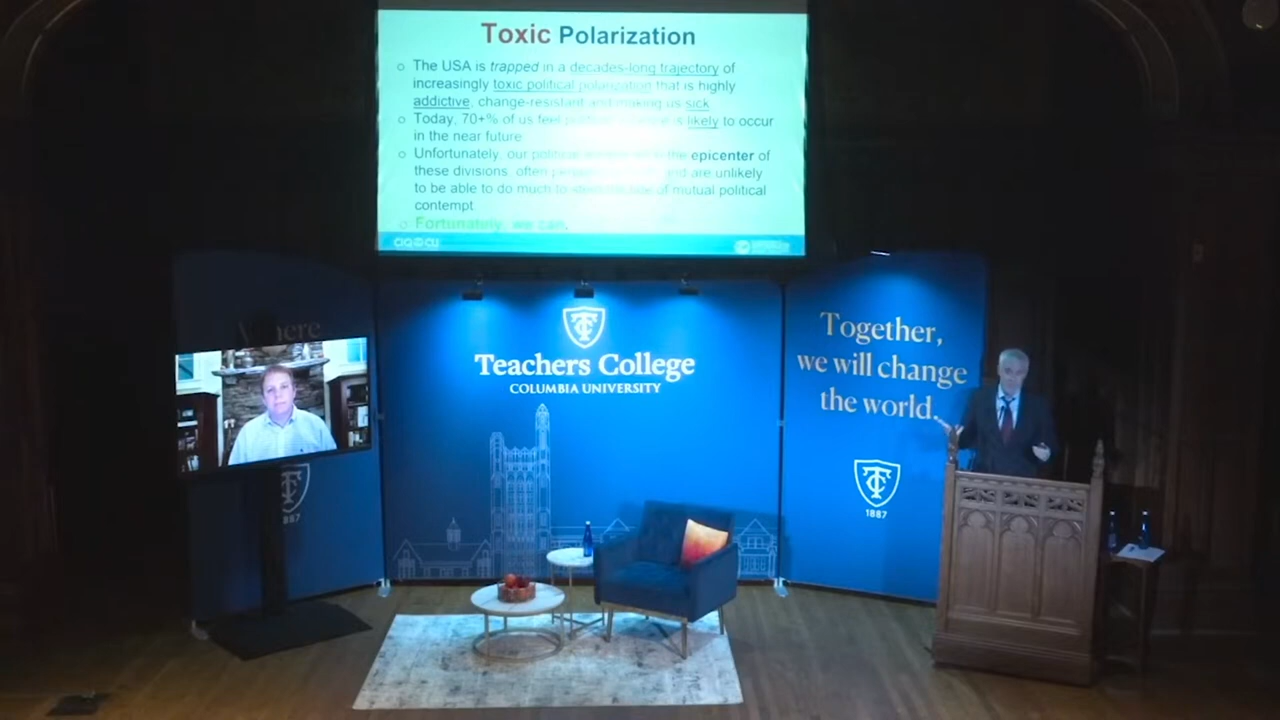 Toxic Polarization
o The USA is trapped in a decades-long trajectory of
increasingly toxic political polarization that is highly
addictive, change-resistant and making us sick
o Today, 70+% of us feel is likely to occur
in the near future
o Unfortunately, our the epicenter of
these divisions often and are unlikely
to be able to do much to of mutual political
contempt
o Fortunately, we can.
Teachers College
COLUMBIA UNIVERSITY
Together,
we will change
the world.
1887